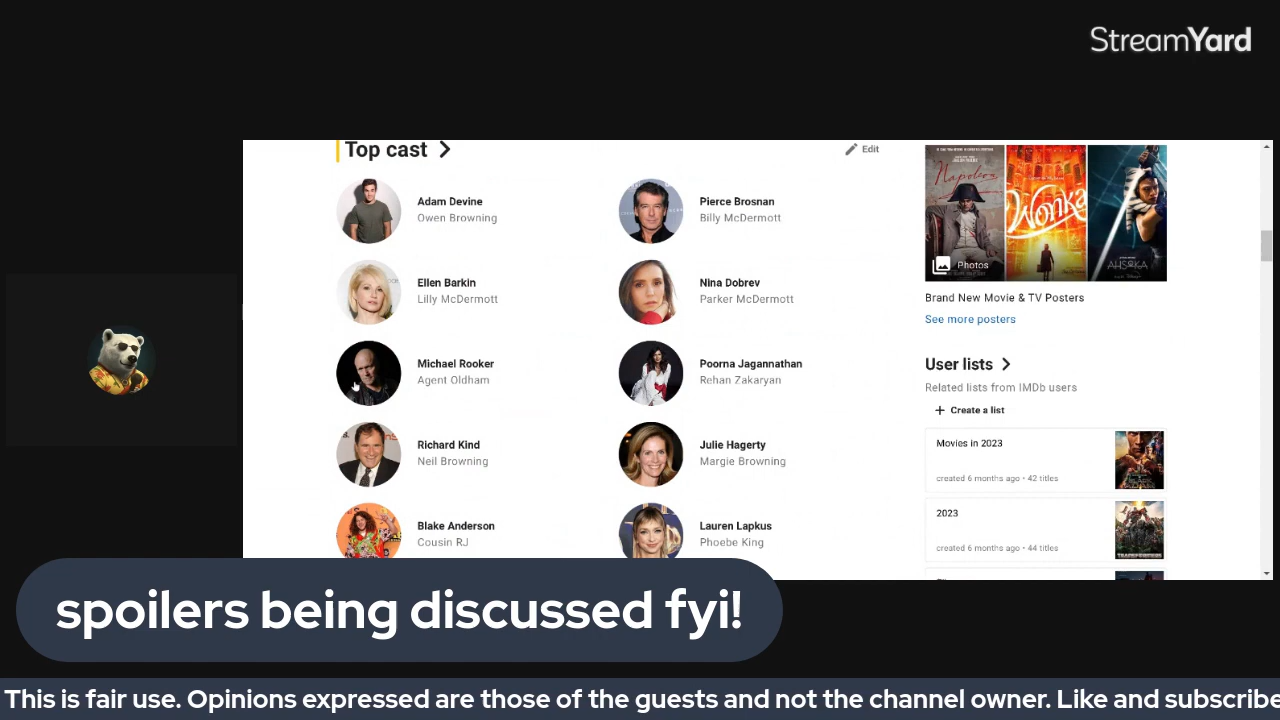 StreamYard
Top cast
Edit
Adam Devine
Owen Browning
Pierce Brosnan
Billy McDermott
Ellen Barkin
Lilly McDermott
Nina Dobrev
Parker McDermott
Michael Rooker
Agent Oldham
Poorna Jagannathan
Rehan Zakaryan
Richard Kind
Neil Browning
Julie Hagerty
Margie Browning
Blake Anderson
Cousin RJ
Lauren Lapkus
Phoebe King
Napoleon
Wonka
AHSOKA
Photos
Brand New Movie & TV Posters
See more posters
User lists
Related lists from IMDb users
+ Create a list
Movies in 2023
created 6 months ago • 42 titles
2023
created 6 months ago • 44 titles
TRANSFORMERS
spoilers being discussed fyi!
This is fair use. Opinions expressed are those of the guests and not the channel owner. Like and subscribe